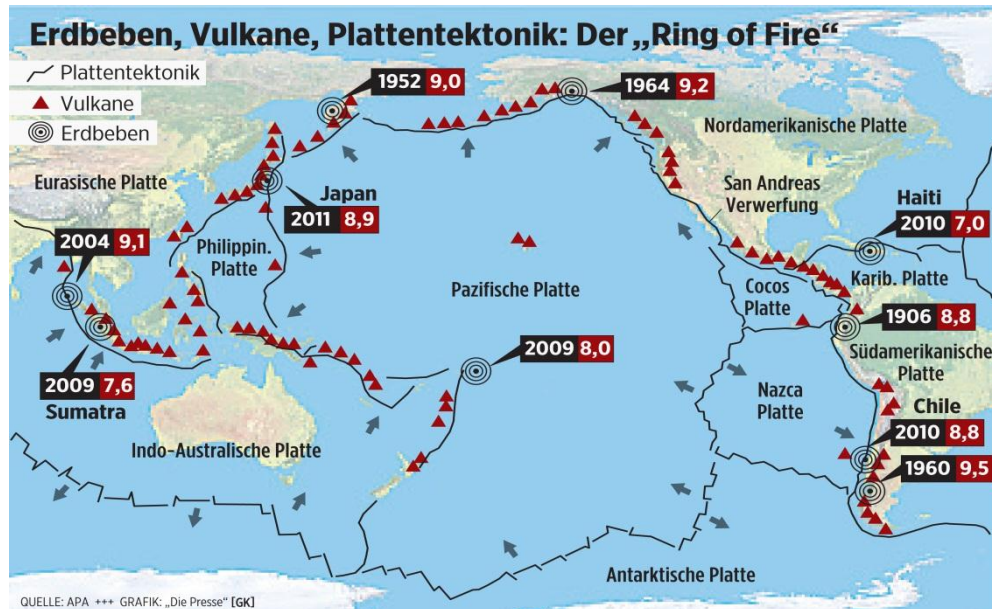 Erdbeben, Vulkane, Plattentektonik: Der „Ring of Fire“
Plattentektonik
Vulkane
Erdbeben
1952 9,0
1964 9,2
Nordamerikanische Platte
Eurasische Platte
Japan
2011 8,9
San Andreas
Verwerfung
Haiti
2010 7,0
2004 9,1
Philippin.
Platte
Pazifische Platte
Cocos
Platte
Karib. Platte
1906 8,8
2009 8,0
Südamerikanische
Platte
2009 7,6
Sumatra
Nazca
Platte
Chile
2010 8,8
Indo-Australische Platte
1960 9,5
Antarktische Platte
QUELLE: APA +++ GRAFIK: „Die Presse“ [GK]